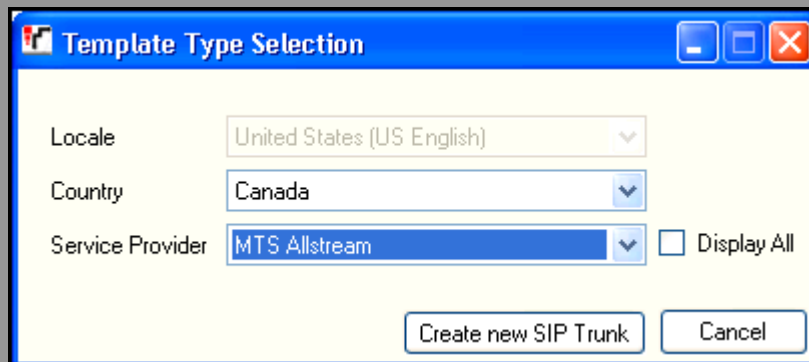 Template Type Selection
Locale United States (US English)
Country Canada
Service Provider MTS Allstream Display All
Create new SIP Trunk Cancel